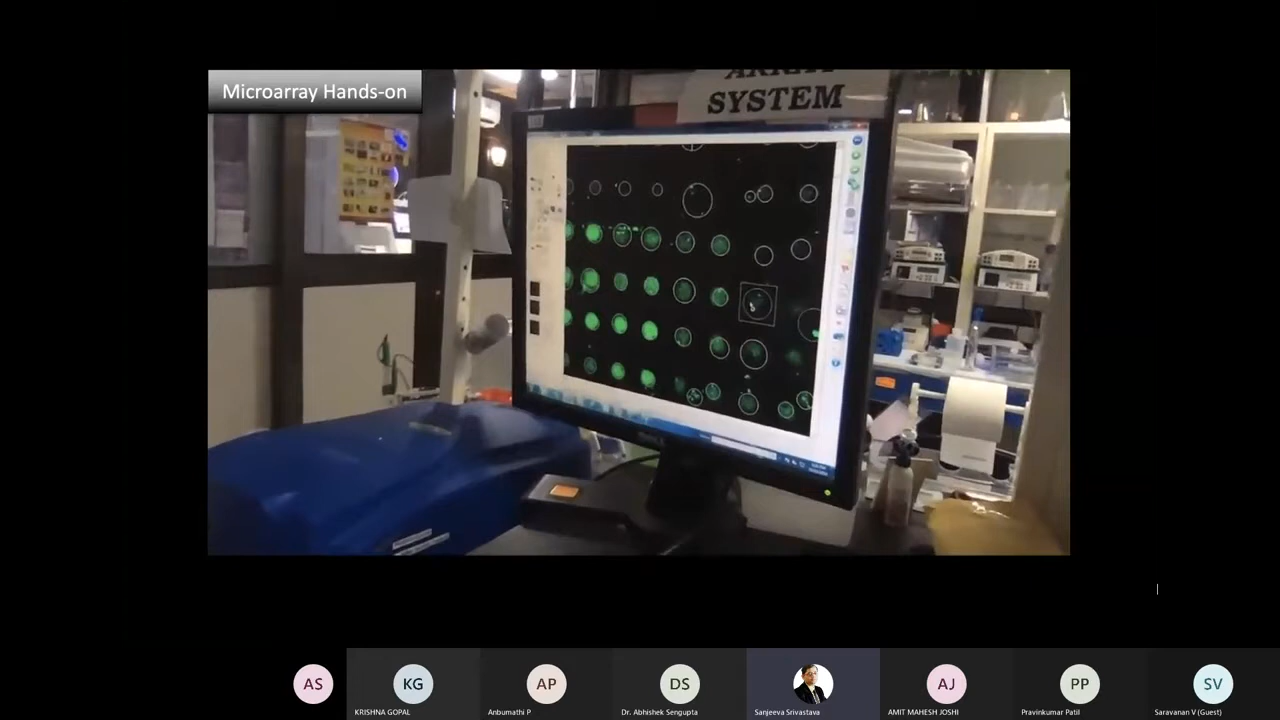 Microarray Hands-on
SYSTEM
AS
KG
AP
DS
AJ
PP
SV
KRISHNA GOPAL
Anbumathi P
Dr. Abhishek Sengupta
Sanjeeva Srivastava
AMIT MAHESH JOSHI
Pravinkumar Patil
Saravanan V (Guest)